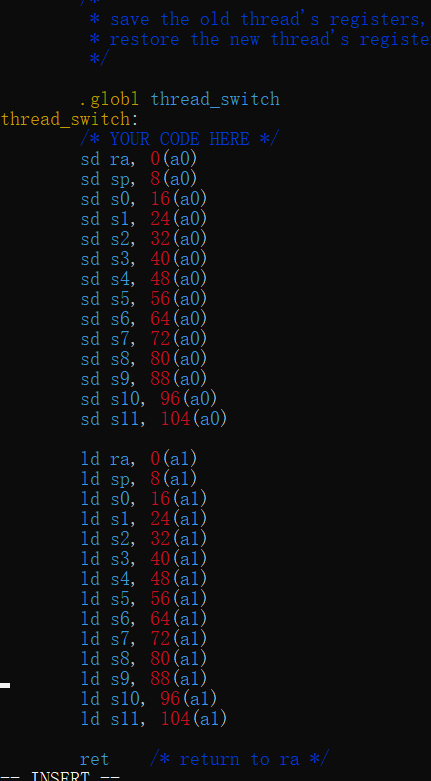 /*
* save the old thread's registers,
* restore the new thread's registe
*/
.globl thread_switch
thread_switch:
/* YOUR CODE HERE */
sd ra, 0(a0)
sd sp, 8(a0)
sd s0, 16(a0)
sd s1, 24(a0)
sd s2, 32(a0)
sd s3, 40(a0)
sd s4, 48(a0)
sd s5, 56(a0)
sd s6, 64(a0)
sd s7, 72(a0)
sd s8, 80(a0)
sd s9, 88(a0)
sd s10, 96(a0)
sd s11, 104(a0)
ld ra, 0(a1)
ld sp, 8(a1)
ld s0, 16(a1)
ld s1, 24(a1)
ld s2, 32(a1)
ld s3, 40(a1)
ld s4, 48(a1)
ld s5, 56(a1)
ld s6, 64(a1)
ld s7, 72(a1)
ld s8, 80(a1)
ld s9, 88(a1)
ld s10, 96(a1)
ld s11, 104(a1)
ret /* return to ra */
-- INSERT --